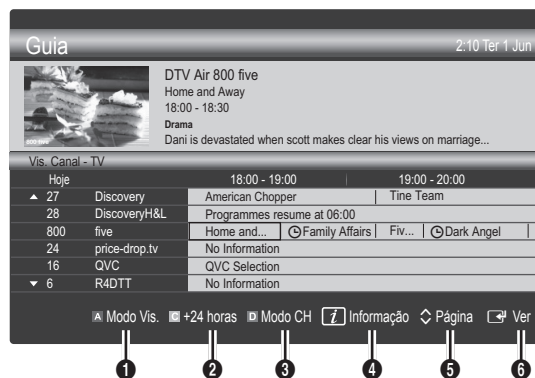 Guia
2:10 Ter 1 Jun
DTV Air 800 five
Home and Away
18:00 - 18:30
Drama
Dani is devastated when scott makes clear his views on marriage...
800 five
Vis. Canal - TV
Hoje 18:00 - 19:00 19:00 - 20:00
▲ 27 Discovery American Chopper Tine Team
28 DiscoveryH&L Programmes resume at 06:00
800 five Home and... Family Affairs Fiv... Dark Angel
24 price-drop.tv No Information
16 QVC QVC Selection
▼ 6 R4DTT No Information
A Modo Vis. C +24 horas D Modo CH i Informação Página Ver
1 2 3 4 5 6